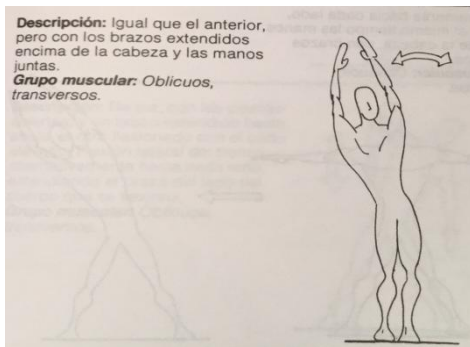 Descripción: Igual que el anterior,
pero con los brazos extendidos
encima de la cabeza y las manos
juntas.
Grupo muscular: Oblicuos,
transversos.